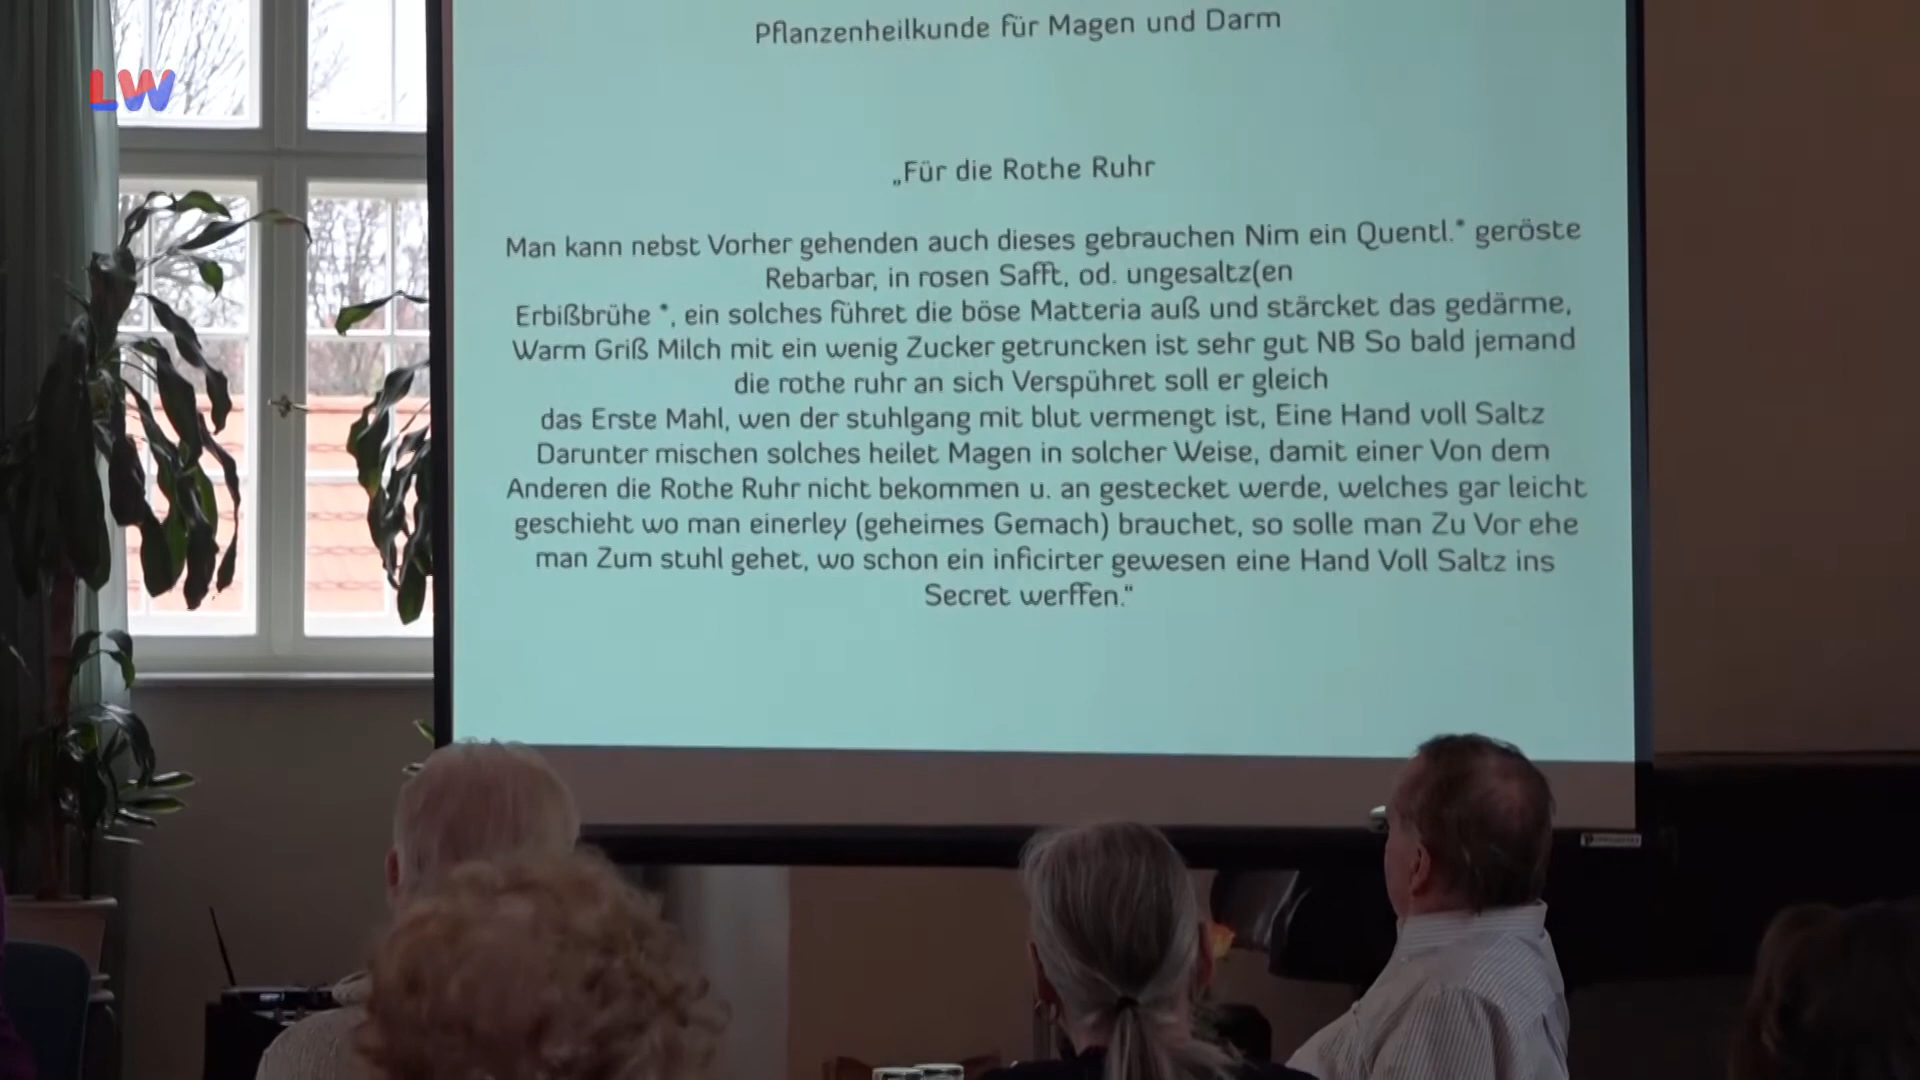 LW
Pflanzenheilkunde für Magen und Darm
„Für die Rothe Ruhr
Man kann nebst Vorher gehenden auch dieses gebrauchen Nim ein Quentl.* geröste
Rebarbar, in rosen Safft, od. ungesaltz(en
Erbißbrühe *, ein solches führet die böse Matteria auß und stärcket das gedärme,
Warm Griß Milch mit ein wenig Zucker getruncken ist sehr gut NB So bald jemand
die rothe ruhr an sich Verspühret soll er gleich
das Erste Mahl, wen der stuhlgang mit blut vermengt ist, Eine Hand voll Saltz
Darunter mischen solches heilet Magen in solcher Weise, damit einer Von dem
Anderen die Rothe Ruhr nicht bekommen u. an gestecket werde, welches gar leicht
geschieht wo man einerley (geheimes Gemach) brauchet, so solle man Zu Vor ehe
man Zum stuhl gehet, wo schon ein inficirter gewesen eine Hand Voll Saltz ins
Secret werffen.“